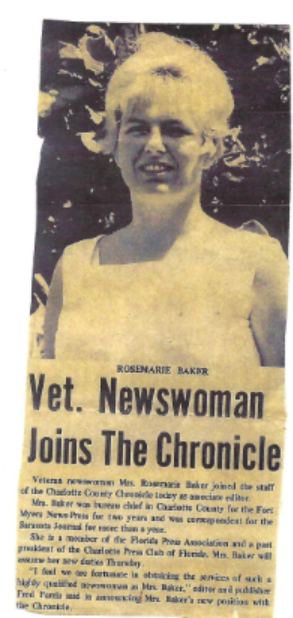 ROSEMARIE BAKER
Vet. Newswoman
Joins The Chronicle
Veteran newswoman Mrs. Rosemarie Baker joined the staff
of the Charlotte County Chronicle today as associate editor.
Mrs. Baker was bureau chief in Charlotte County for the Fort
Myers News-Press for two years and was correspondent for the
Sarasota Journal for more than a year.
She is a member of the Florida Press Association and a past
president of the Charlotte Press Club of Florida. Mrs. Baker will
assume her new duties Thursday.
"I feel we are fortunate in obtaining the services of such a
highly qualified newswoman as Mrs. Baker," editor and publisher
Fred said in announcing Mrs. Baker's new position with
the Chronicle.